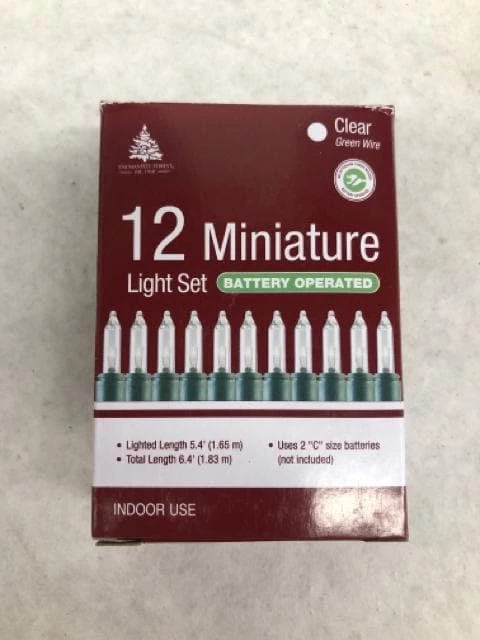 Clear
Green Wire
12 Miniature
Light Set BATTERY OPERATED
• Lighted Length 5.4' (1.65 m)
• Total Length 6.4' (1.83 m)
• Uses 2 "C" size batteries
(not included)
INDOOR USE